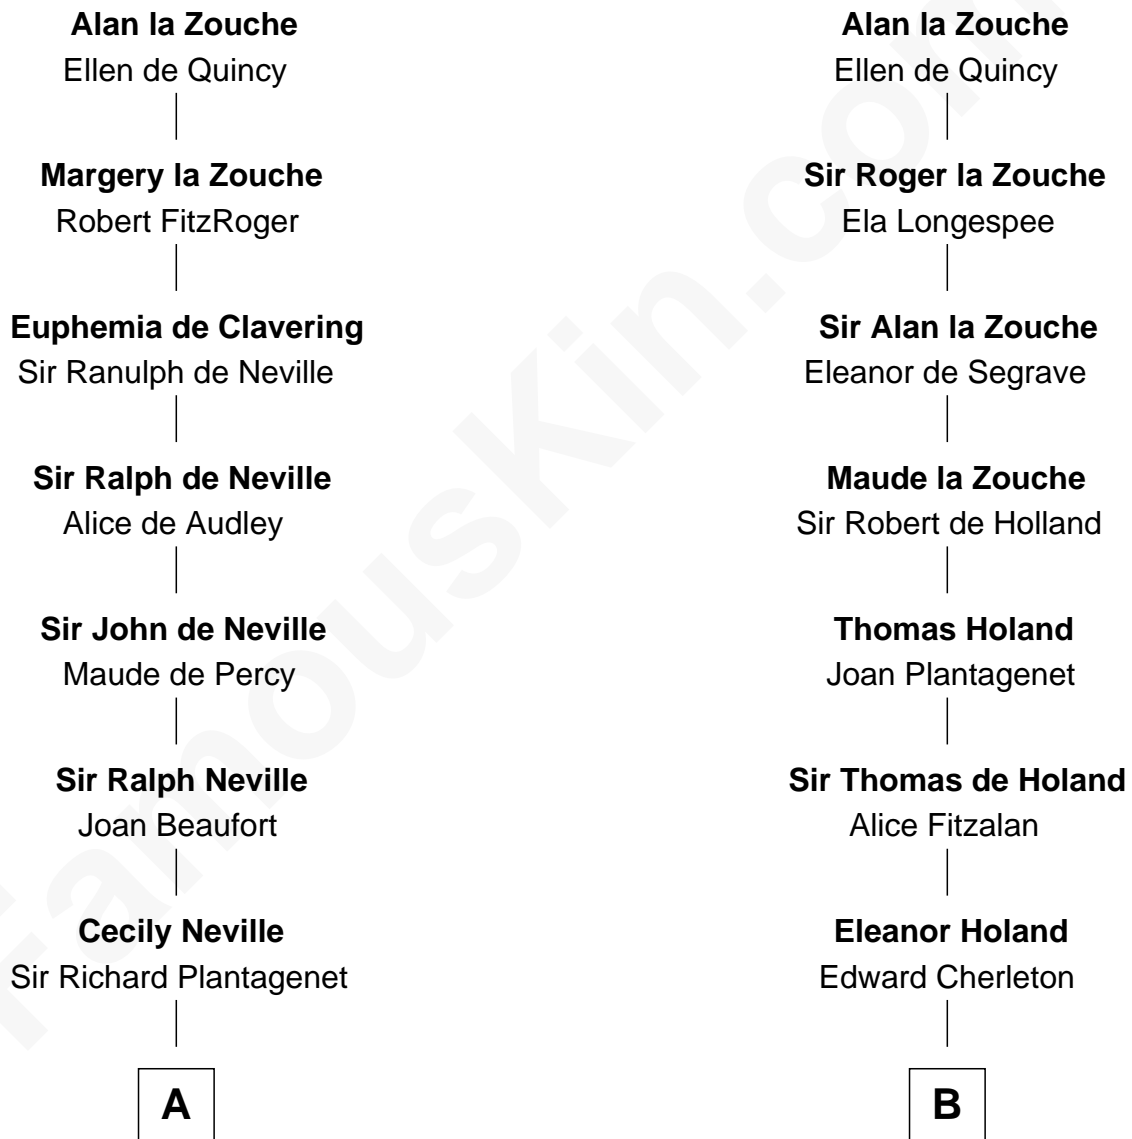 Alan la Zouche
Ellen de Quincy
Margery la Zouche
Robert FitzRoger
Euphemia de Clavering
Sir Ranulph de Neville
Sir Ralph de Neville
Alice de Audley
Sir John de Neville
Maude de Percy
Sir Ralph Neville
Joan Beaufort
Cecily Neville
Sir Richard Plantagenet
A
Alan la Zouche
Ellen de Quincy
Sir Roger la Zouche
Ela Longespee
Sir Alan la Zouche
Eleanor de Segrave
Maude la Zouche
Sir Robert de Holland
Thomas Holand
Joan Plantagenet
Sir Thomas de Holand
Alice Fitzalan
Eleanor Holand
Edward Cherleton
B
FamousKin.com